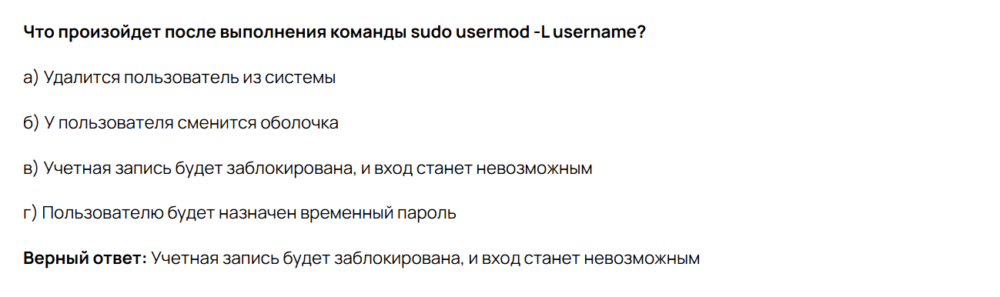 Что произойдет после выполнения команды sudo usermod -L username?
а) Удалится пользователь из системы
б) У пользователя сменится оболочка
в) Учетная запись будет заблокирована, и вход станет невозможным
г) Пользователю будет назначен временный пароль
Верный ответ: Учетная запись будет заблокирована, и вход станет невозможным